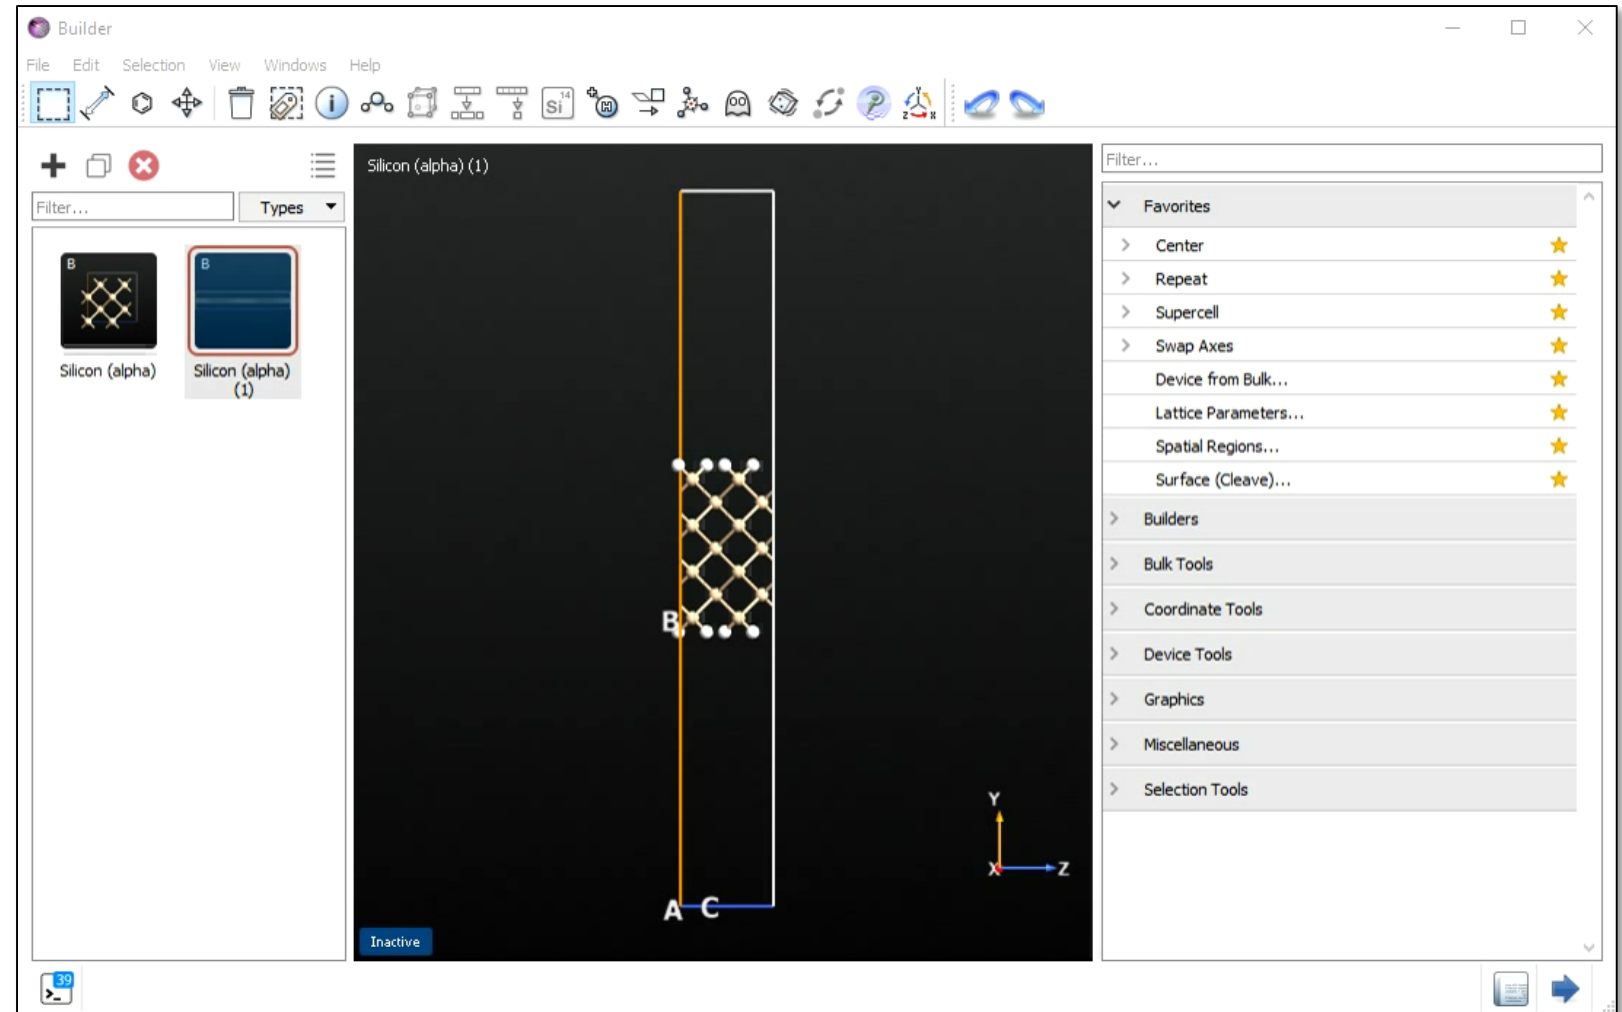 Builder
File Edit Selection View Windows Help
Si 14
H
Y
z x
Filter...
Types
B
Silicon (alpha)
B
Silicon (alpha)
(1)
Silicon (alpha) (1)
B
A C
Y
X Z
Inactive
Filter...
Favorites
Center
Repeat
Supercell
Swap Axes
Device from Bulk...
Lattice Parameters...
Spatial Regions...
Surface (Cleave)...
Builders
Bulk Tools
Coordinate Tools
Device Tools
Graphics
Miscellaneous
Selection Tools
39